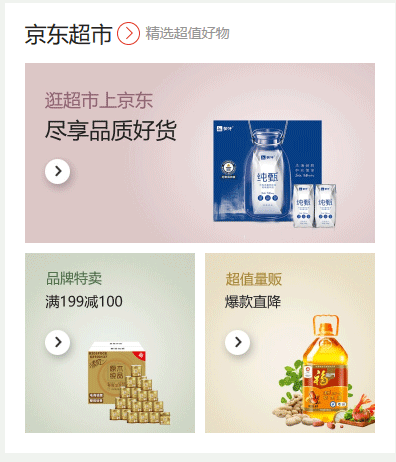 京东超市
精选超值好物
逛超市上京东
尽享品质好货
纯甄
纯甄
纯甄
品牌特卖
满199减100
超值量贩
爆款直降
福